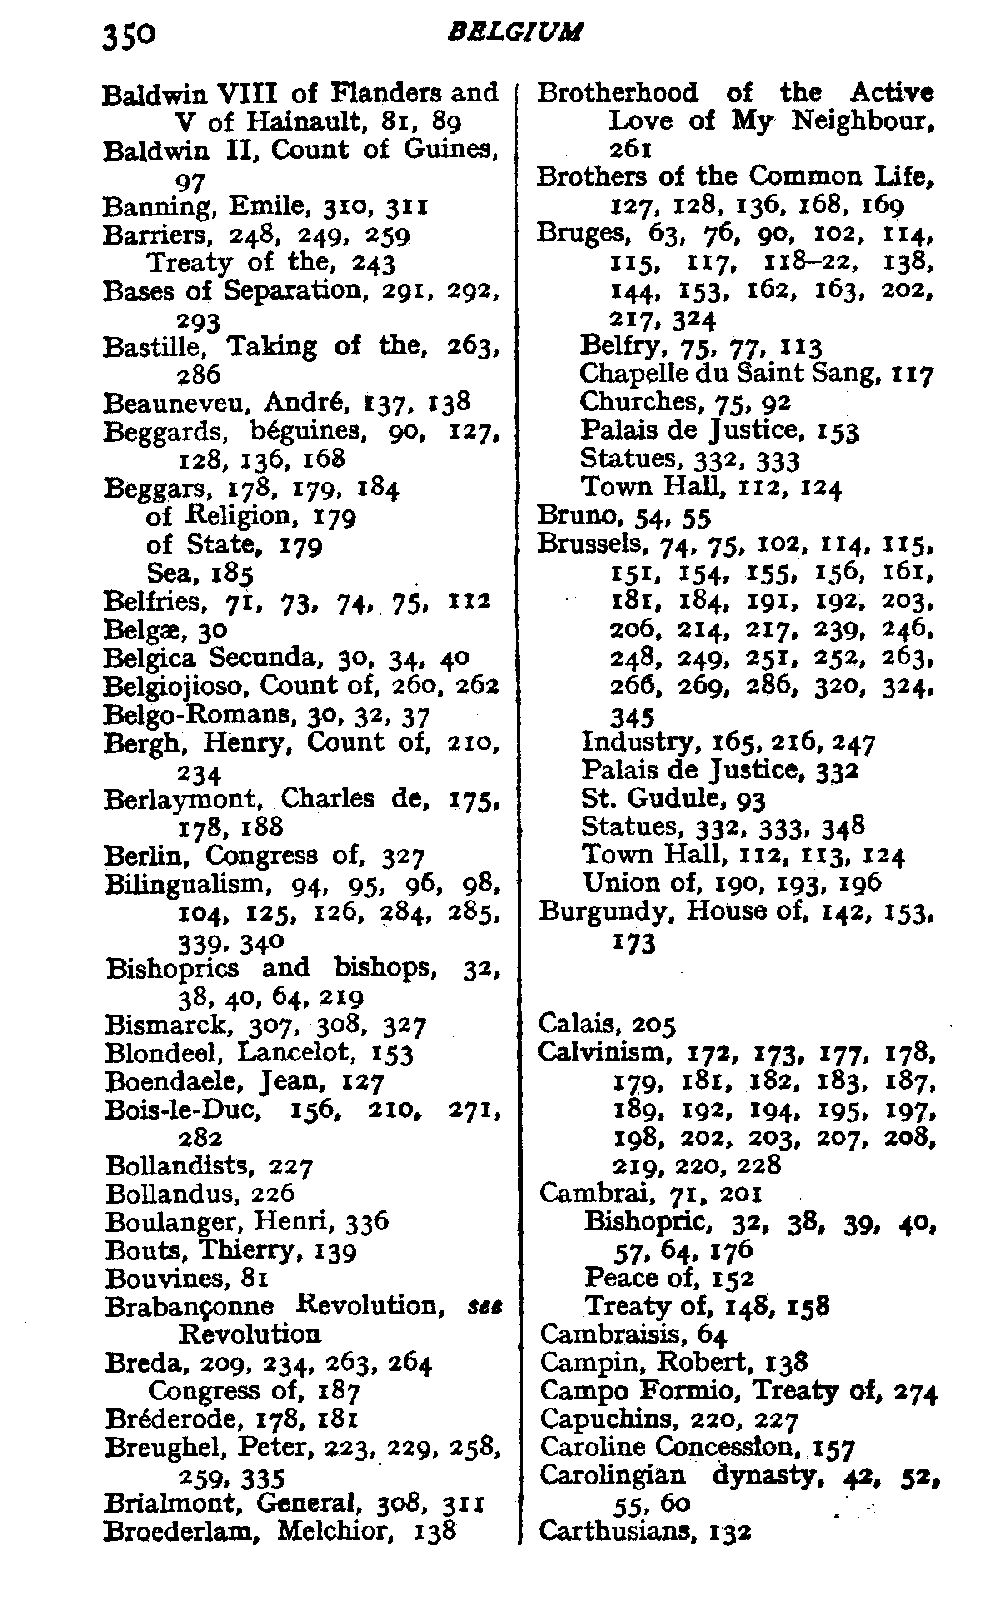 350
BELGIUM
Baldwin VIII of Flanders and
V of Hainault, 81, 89
Baldwin II, Count of Guines,
97
Banning, Emile, 310, 311
Barriers, 248, 249, 259
Treaty of the, 243
Bases of Separation, 291, 292,
293
Bastille, Taking of the, 263,
286
Beauneveu, André, 137, 138
Beggards, béguines, 90, 127,
128, 136, 168
Beggars, 178, 179, 184
of Religion, 179
of State, 179
Sea, 185
Belfries, 71, 73, 74, 75, 112
Belgæ, 30
Belgica Secunda, 30, 34, 40
Belgiojioso, Count of, 260, 262
Belgo-Romans, 30, 32, 37
Bergh, Henry, Count of, 210,
234
Berlaymont, Charles de, 175,
178, 188
Berlin, Congress of, 327
Bilingualism, 94, 95, 96, 98,
104, 125, 126, 284, 285,
339, 340
Bishoprics and bishops, 32,
38, 40, 64, 219
Bismarck, 307, 308, 327
Blondeel, Lancelot, 153
Boendaele, Jean, 127
Bois-le-Duc, 156, 210, 271,
282
Bollandists, 227
Bollandus, 226
Boulanger, Henri, 336
Bouts, Thierry, 139
Bouvines, 81
Brabançonne Revolution, see
Revolution
Breda, 209, 234, 263, 264
Congress of, 187
Bréderode, 178, 181
Breughel, Peter, 223, 229, 258,
259, 335
Brialmont, General, 308, 311
Broederlam, Melchior, 138
Brotherhood of the Active
Love of My Neighbour,
261
Brothers of the Common Life,
127, 128, 136, 168, 169
Bruges, 63, 76, 90, 102, 114,
115, 117, 118–22, 138,
144, 153, 162, 163, 202,
217, 324
Belfry, 75, 77, 113
Chapelle du Saint Sang, 117
Churches, 75, 92
Palais de Justice, 153
Statues, 332, 333
Town Hall, 112, 124
Bruno, 54, 55
Brussels, 74, 75, 102, 114, 115,
151, 154, 155, 156, 161,
181, 184, 191, 192, 203,
206, 214, 217, 239, 246,
248, 249, 251, 252, 263,
266, 269, 286, 320, 324,
345
Industry, 165, 216, 247
Palais de Justice, 332
St. Gudule, 93
Statues, 332, 333, 348
Town Hall, 112, 113, 124
Union of, 190, 193, 196
Burgundy, House of, 142, 153,
173
Calais, 205
Calvinism, 172, 173, 177, 178,
179, 181, 182, 183, 187,
189, 192, 194, 195, 197,
198, 202, 203, 207, 208,
219, 220, 228
Cambrai, 71, 201
Bishopric, 32, 38, 39, 40,
57, 64, 176
Peace of, 152
Treaty of, 148, 158
Cambraisis, 64
Campin, Robert, 138
Campo Formio, Treaty of, 274
Capuchins, 220, 227
Caroline Concession, 157
Carolingian dynasty, 42, 52,
55, 60
Carthusians, 132